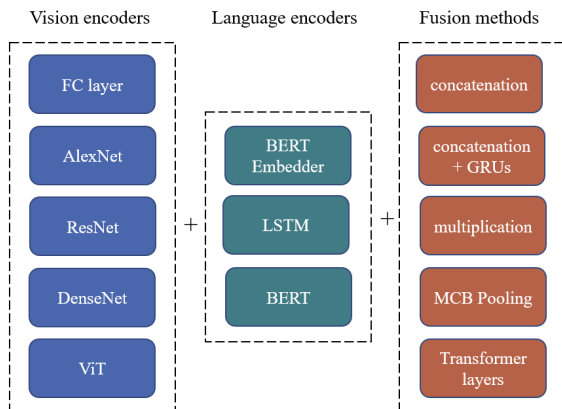 Vision encoders
Language encoders
Fusion methods
FC layer
AlexNet
ResNet
DenseNet
ViT
+
BERT
Embedder
LSTM
BERT
+
concatenation
concatenation
+ GRUs
multiplication
MCB Pooling
Transformer
layers